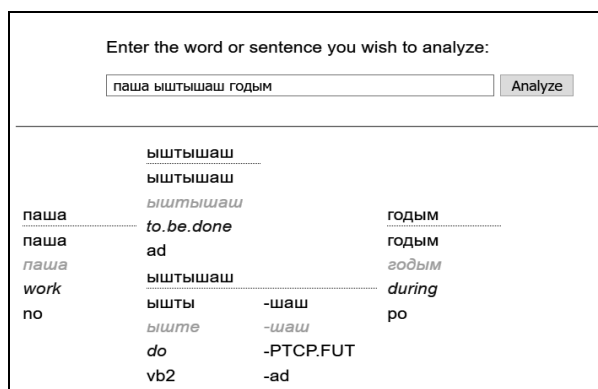 Enter the word or sentence you wish to analyze:
паша ыштышаш годым Analyze
ыштышаш
ыштышаш
ыштышаш
паша to.be.done годым
паша ad годым
паша ыштышаш годым
work ышты -шаш during
no ыште -шаш po
do -PTCP.FUT
vb2 -ad